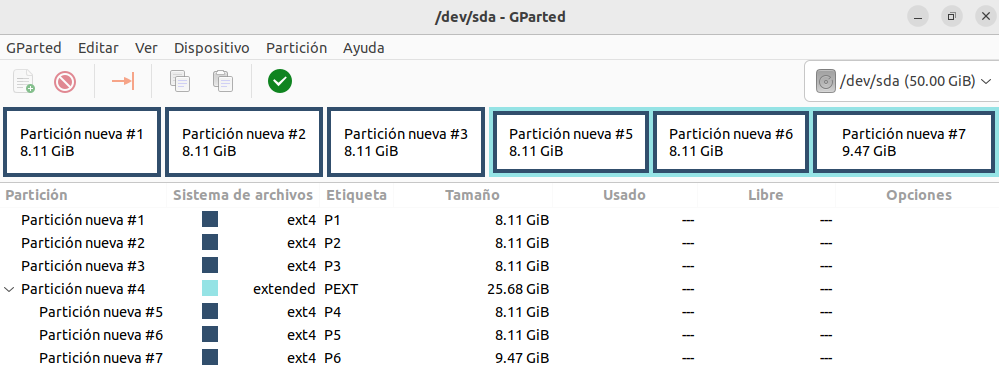 /dev/sda - GParted
GParted Editar Ver Dispositivo Partición Ayuda
/dev/sda (50.00 GiB)
Partición nueva #1 Partición nueva #2 Partición nueva #3 Partición nueva #5 Partición nueva #6 Partición nueva #7
8.11 GiB 8.11 GiB 8.11 GiB 8.11 GiB 8.11 GiB 9.47 GiB
Partición Sistema de archivos Etiqueta Tamaño Usado Libre Opciones
Partición nueva #1 ext4 P1 8.11 GiB --- ---
Partición nueva #2 ext4 P2 8.11 GiB --- ---
Partición nueva #3 ext4 P3 8.11 GiB --- ---
Partición nueva #4 extended PEXT 25.68 GiB --- ---
Partición nueva #5 ext4 P4 8.11 GiB --- ---
Partición nueva #6 ext4 P5 8.11 GiB --- ---
Partición nueva #7 ext4 P6 9.47 GiB --- ---